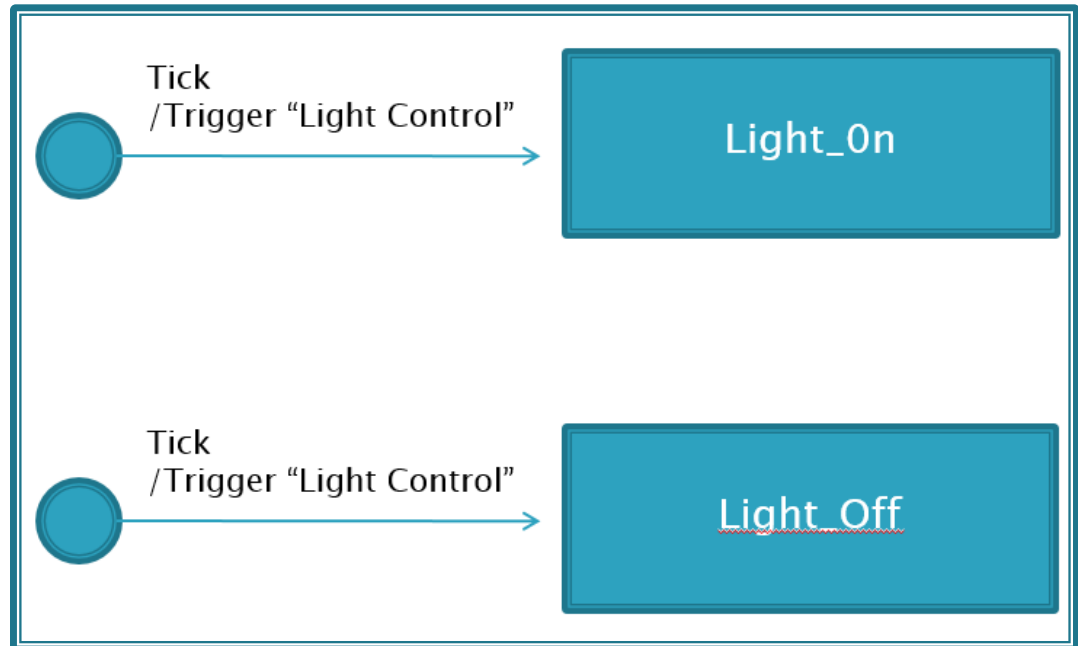 Tick
/Trigger “Light Control”
Light_0n
Tick
/Trigger “Light Control”
Light_Off